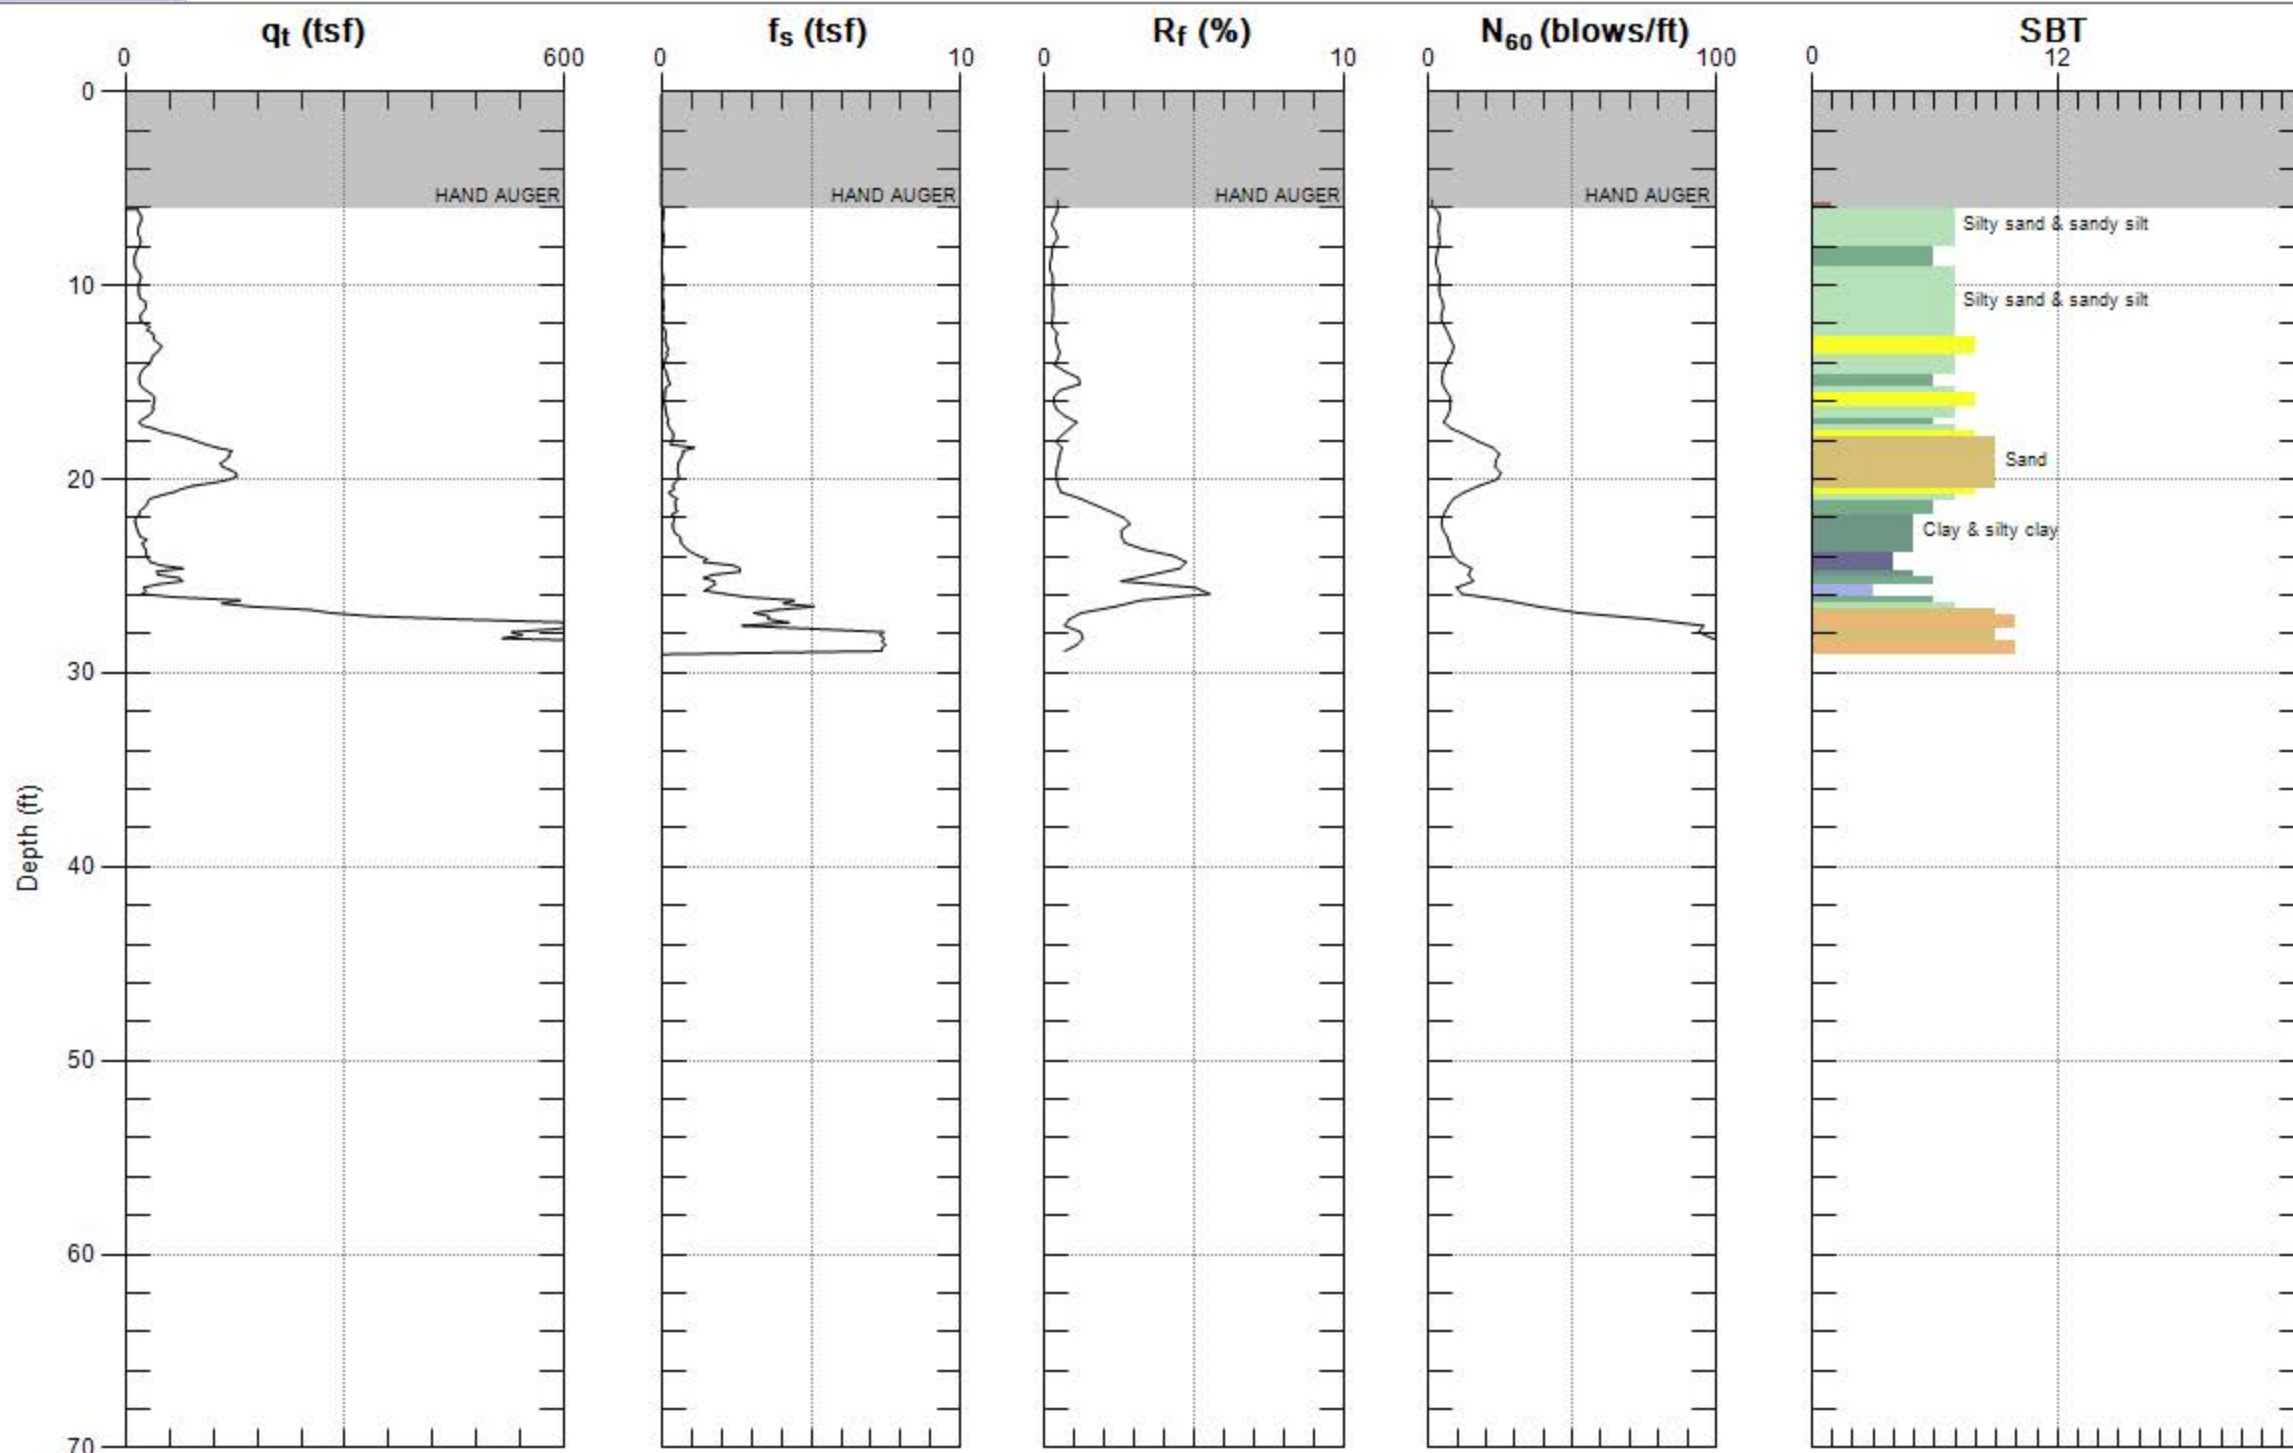 qt (tsf) fs (tsf) Rf (%) N60 (blows/ft) SBT
0 600 0 10 0 10 0 100 0 12
0
HAND AUGER HAND AUGER HAND AUGER HAND AUGER
Silty sand & sandy silt
10
Silty sand & sandy silt
Sand
20
Clay & silty clay
30
Depth (ft)
40
50
60
70